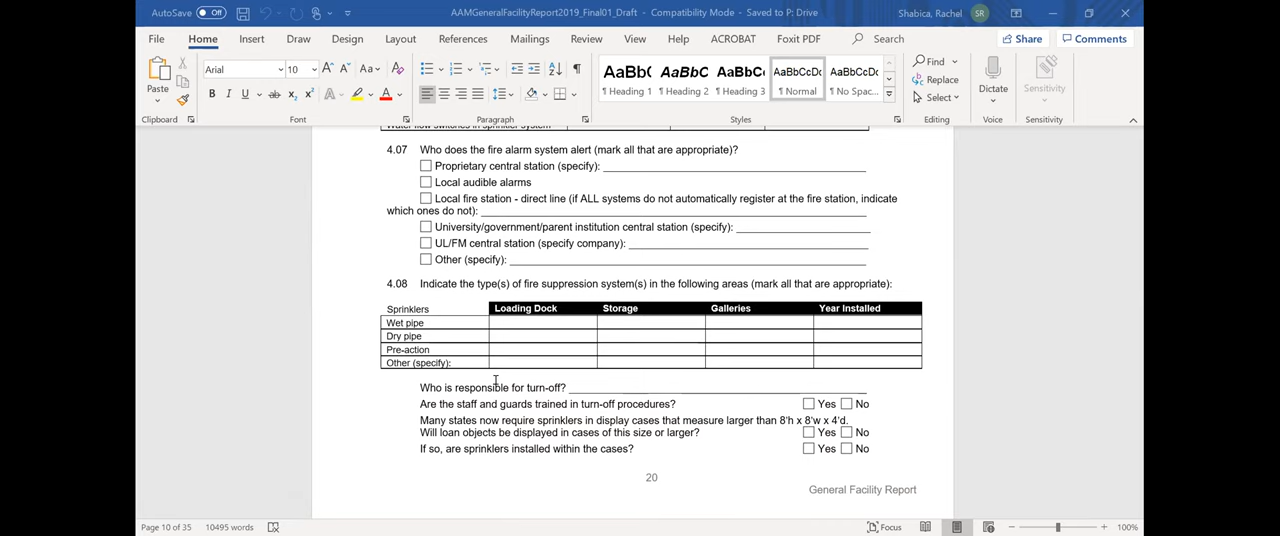 AutoSave Off AAMGeneralFacilityReport2019_Final01_Draft - Compatibility Mode - Saved to P: Drive Shabica, Rachel SR
File Home Insert Draw Design Layout References Mailings Review View Help ACROBAT Foxit PDF Search Share Comments
Arial 10 Aa
Paste
AaBb( AaBbCc AaBbCc AaBbCcDc AaBbCcDc
¶ Heading 1 ¶ Heading 2 ¶ Heading 3 ¶ Normal ¶ No Spac...
Find
Replace
Select
Dictate Sensitivity
Clipboard Font Paragraph Styles Editing Voice Sensitivity
Water flow switches in sprinkler system
4.07 Who does the fire alarm system alert (mark all that are appropriate)?
Proprietary central station (specify):
Local audible alarms
Local fire station - direct line (if ALL systems do not automatically register at the fire station, indicate
which ones do not):
University/government/parent institution central station (specify):
UL/FM central station (specify company):
Other (specify):
4.08 Indicate the type(s) of fire suppression system(s) in the following areas (mark all that are appropriate):
Sprinklers Loading Dock Storage Galleries Year Installed
Wet pipe
Dry pipe
Pre-action
Other (specify):
Who is responsible for turn-off?
Are the staff and guards trained in turn-off procedures? Yes No
Many states now require sprinklers in display cases that measure larger than 8'h x 8'w x 4'd.
Will loan objects be displayed in cases of this size or larger? Yes No
If so, are sprinklers installed within the cases? Yes No
20
General Facility Report
Page 10 of 35 10495 words Focus 100%